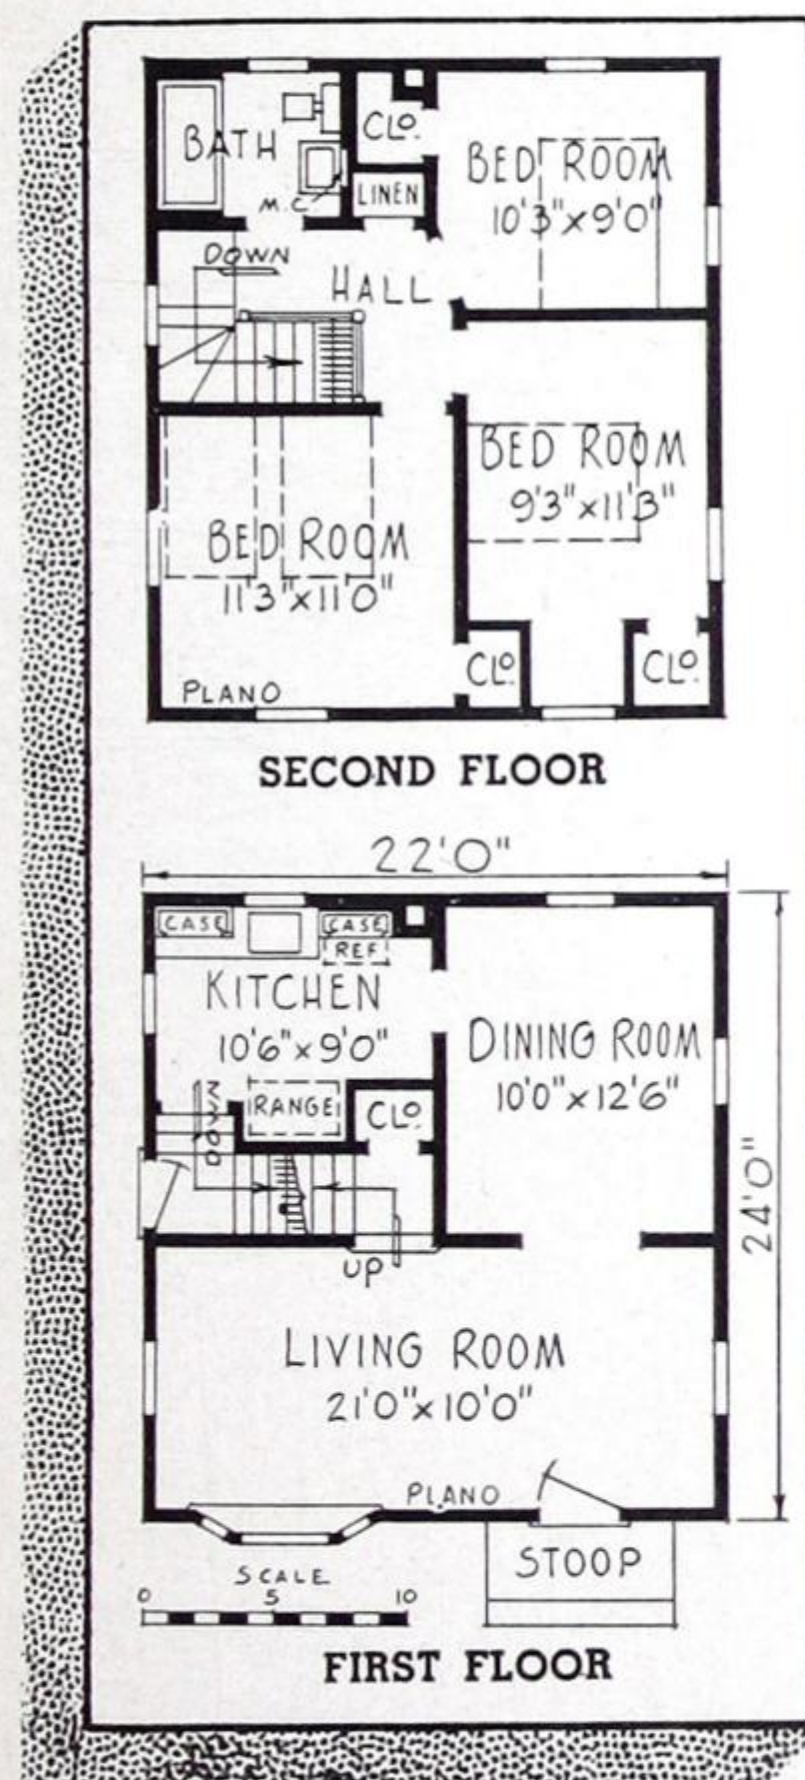 BATH
CLO.
M.C.
LINEN
BED ROOM
10'3"x9'0"
DOWN
HALL
BED ROOM
9'3"x11'3"
BED ROOM
11'3"x11'0"
CLO.
CLO.
PLANO
SECOND FLOOR
22'0"
CASE
CASE
REF
KITCHEN
10'6"x9'0"
DINING ROOM
10'0"x12'6"
RANGE
CLO.
DOWN
24'0"
UP
LIVING ROOM
21'0"x10'0"
PLANO
STOOP
SCALE
0 5 10
FIRST FLOOR